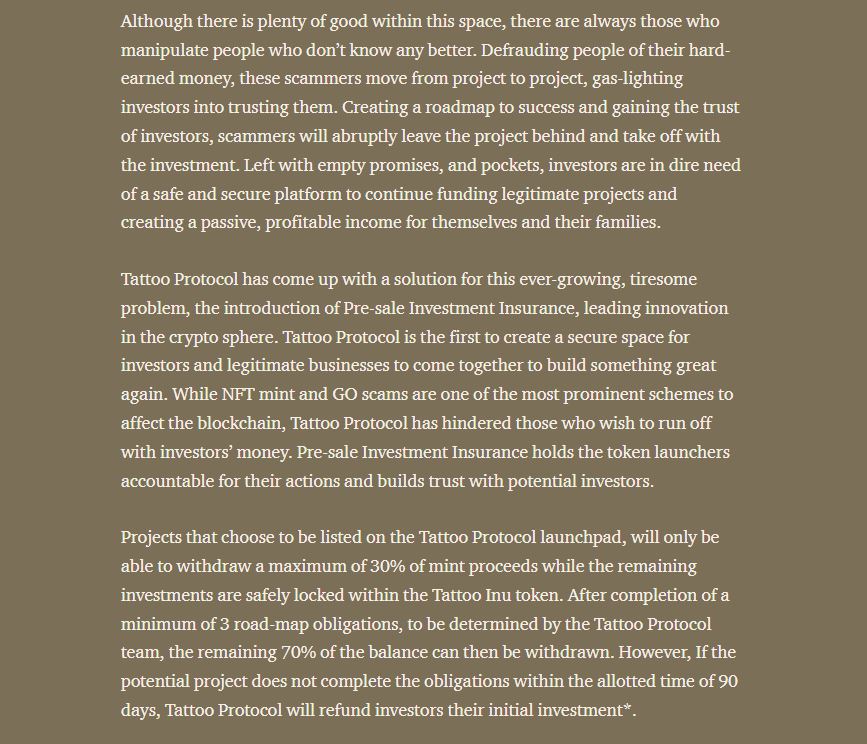 Although there is plenty of good within this space, there are always those who
manipulate people who don’t know any better. Defrauding people of their hard-
earned money, these scammers move from project to project, gas-lighting
investors into trusting them. Creating a roadmap to success and gaining the trust
of investors, scammers will abruptly leave the project behind and take off with
the investment. Left with empty promises, and pockets, investors are in dire need
of a safe and secure platform to continue funding legitimate projects and
creating a passive, profitable income for themselves and their families.
Tattoo Protocol has come up with a solution for this ever-growing, tiresome
problem, the introduction of Pre-sale Investment Insurance, leading innovation
in the crypto sphere. Tattoo Protocol is the first to create a secure space for
investors and legitimate businesses to come together to build something great
again. While NFT mint and GO scams are one of the most prominent schemes to
affect the blockchain, Tattoo Protocol has hindered those who wish to run off
with investors’ money. Pre-sale Investment Insurance holds the token launchers
accountable for their actions and builds trust with potential investors.
Projects that choose to be listed on the Tattoo Protocol launchpad, will only be
able to withdraw a maximum of 30% of mint proceeds while the remaining
investments are safely locked within the Tattoo Inu token. After completion of a
minimum of 3 road-map obligations, to be determined by the Tattoo Protocol
team, the remaining 70% of the balance can then be withdrawn. However, If the
potential project does not complete the obligations within the allotted time of 90
days, Tattoo Protocol will refund investors their initial investment*.